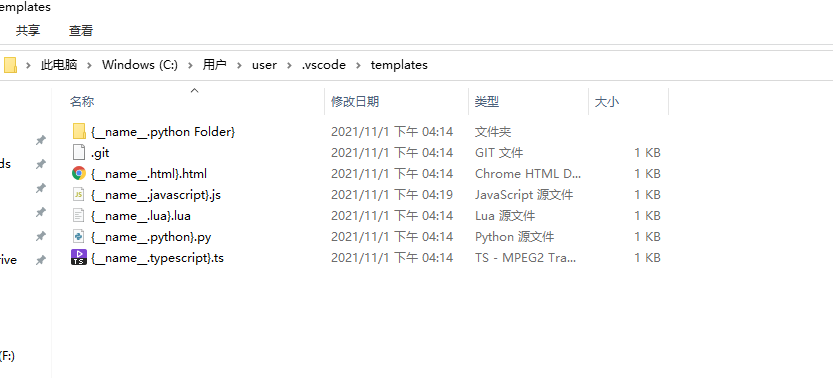 templates
共享 查看
此电脑 > Windows (C:) > 用户 > user > .vscode > templates
名称 修改日期 类型 大小
{__name__.python Folder} 2021/11/1 下午 04:14 文件夹
.git 2021/11/1 下午 04:14 GIT 文件 1 KB
{__name__.html}.html 2021/11/1 下午 04:14 Chrome HTML D... 1 KB
{__name__.javascript}.js 2021/11/1 下午 04:19 JavaScript 源文件 1 KB
{__name__.lua}.lua 2021/11/1 下午 04:14 Lua 源文件 1 KB
{__name__.python}.py 2021/11/1 下午 04:14 Python 源文件 1 KB
{__name__.typescript}.ts 2021/11/1 下午 04:14 TS - MPEG2 Tra... 1 KB
(F:)